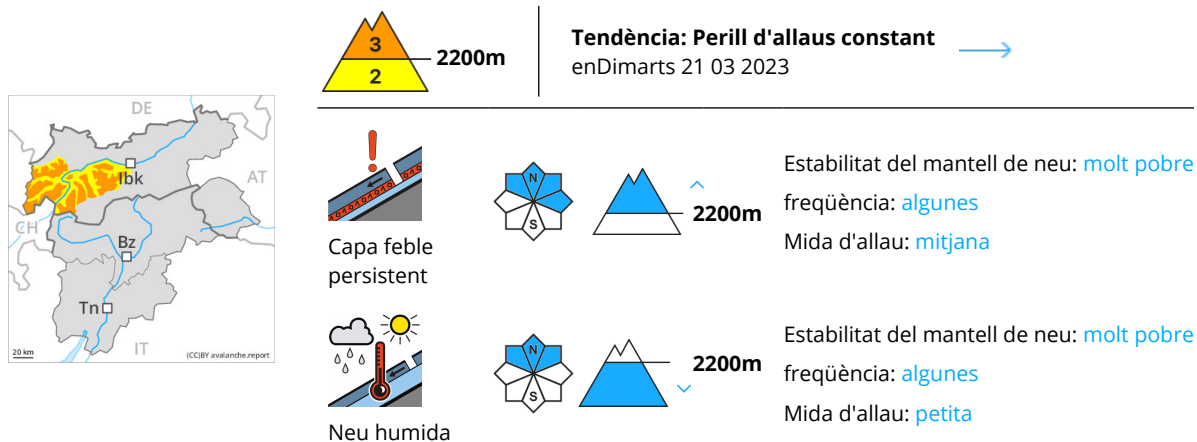 3
2
2200m
Tendència: Perill d'allaus constant
enDimarts 21 03 2023
DE
AT
CH
IT
Ibk
Bz
Tn
20 km
(CC)BY avalanche.report
N
S
2200m
Capa feble
persistent
Estabilitat del mantell de neu: molt pobre
freqüència: algunes
Mida d'allau: mitjana
N
S
2200m
Neu humida
Estabilitat del mantell de neu: molt pobre
freqüència: algunes
Mida d'allau: petita